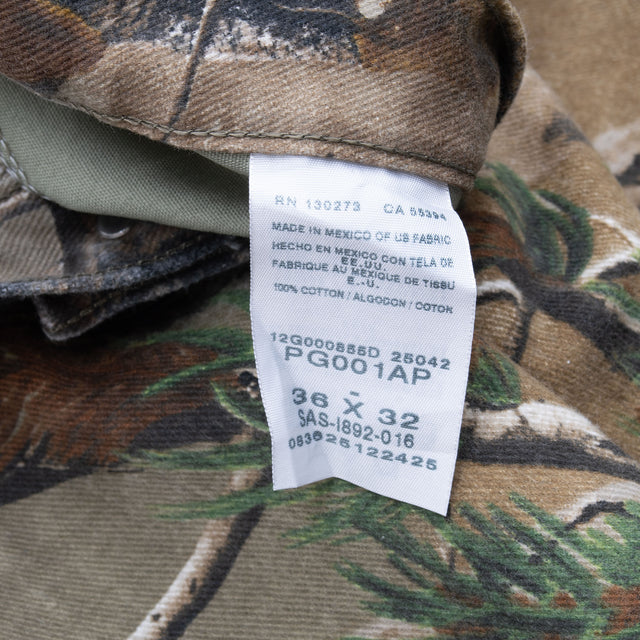 RN 130273 CA 55394
MADE IN MEXICO OF US FABRIC
HECHO EN MEXICO CON TELA DE
EE.UU.
FABRIQUE AU MEXIQUE DE TISSU
E.-U.
100% COTTON / ALGODON / COTON
12G000855D 25042
PG001AP
36 X 32
SAS-I892-016
083625122425